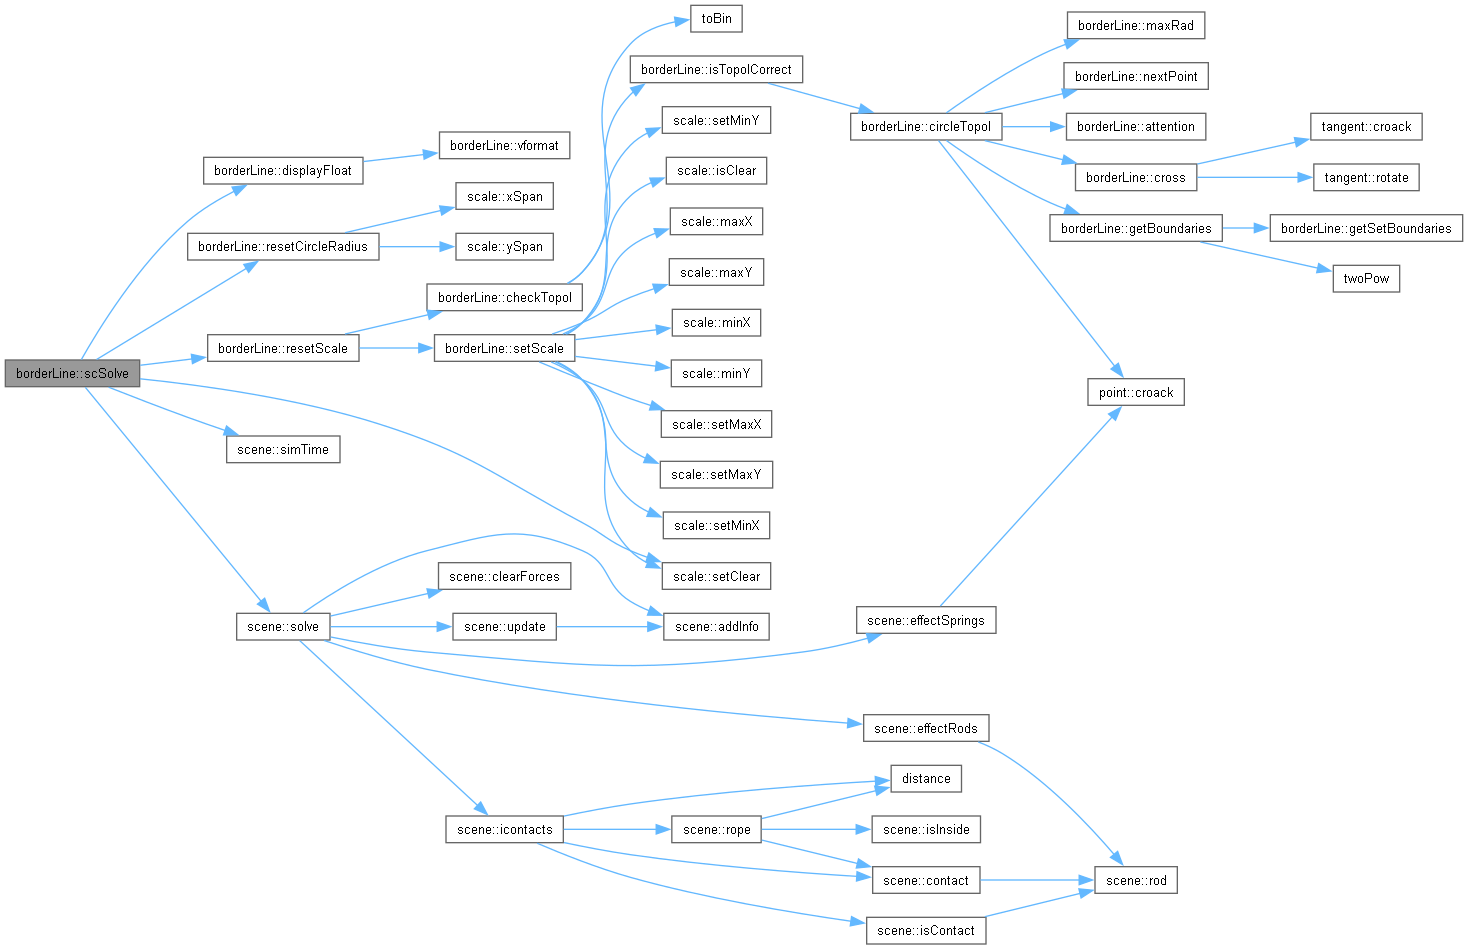 toBin
borderLine::maxRad
borderLine::isTopolCorrect
borderLine::nextPoint
scale::setMinY
borderLine::circleTopol
borderLine::attention
tangent::croack
borderLine::vformat
borderLine::displayFloat
scale::isClear
borderLine::cross
tangent::rotate
scale::xSpan
scale::maxX
borderLine::getBoundaries
borderLine::getSetBoundaries
borderLine::resetCircleRadius
scale::ySpan
scale::maxY
twoPow
borderLine::checkTopol
scale::minX
borderLine::resetScale
borderLine::setScale
borderLine::scSolve
scale::minY
point::croack
scale::setMaxX
scene::simTime
scale::setMaxY
scale::setMinX
scene::clearForces
scale::setClear
scene::solve
scene::update
scene::addInfo
scene::effectSprings
scene::effectRods
distance
scene::icontacts
scene::rope
scene::isInside
scene::contact
scene::rod
scene::isContact